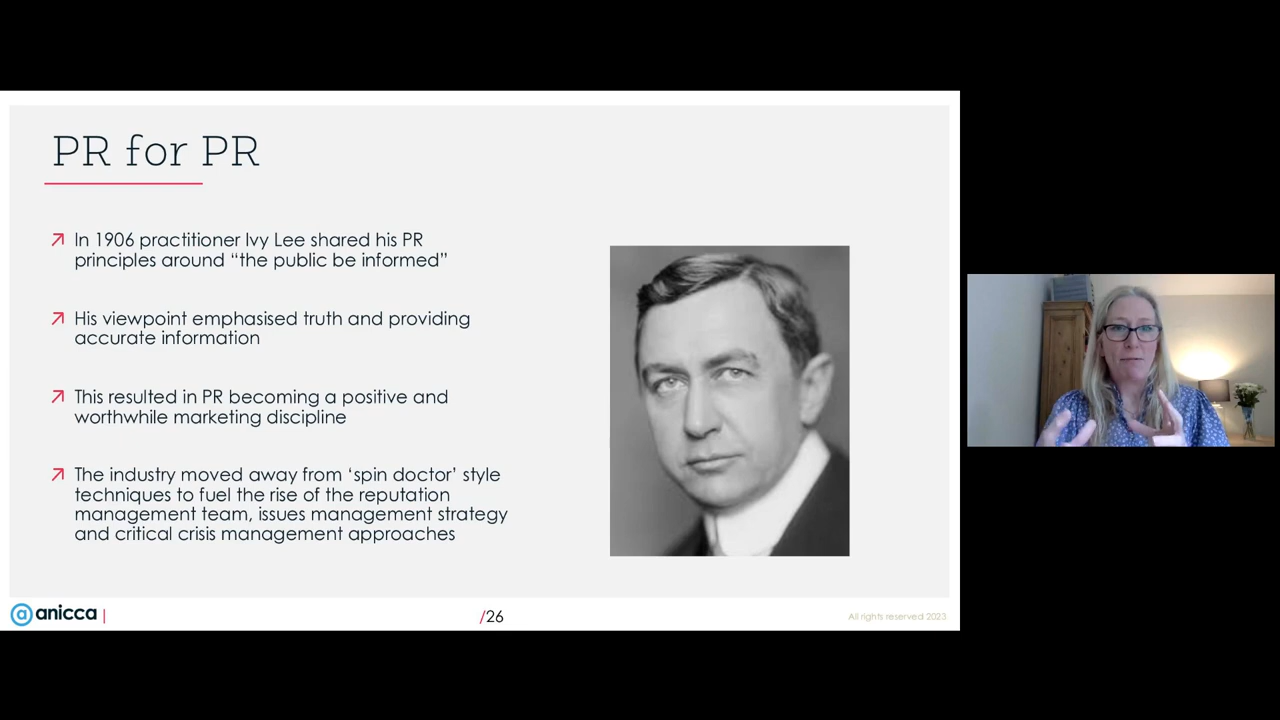 PR for PR
In 1906 practitioner Ivy Lee shared his PR
principles around “the public be informed”
His viewpoint emphasised truth and providing
accurate information
This resulted in PR becoming a positive and
worthwhile marketing discipline
The industry moved away from ‘spin doctor’ style
techniques to fuel the rise of the reputation
management team, issues management strategy
and critical crisis management approaches
@ anicca |
/26
All rights reserved 2023